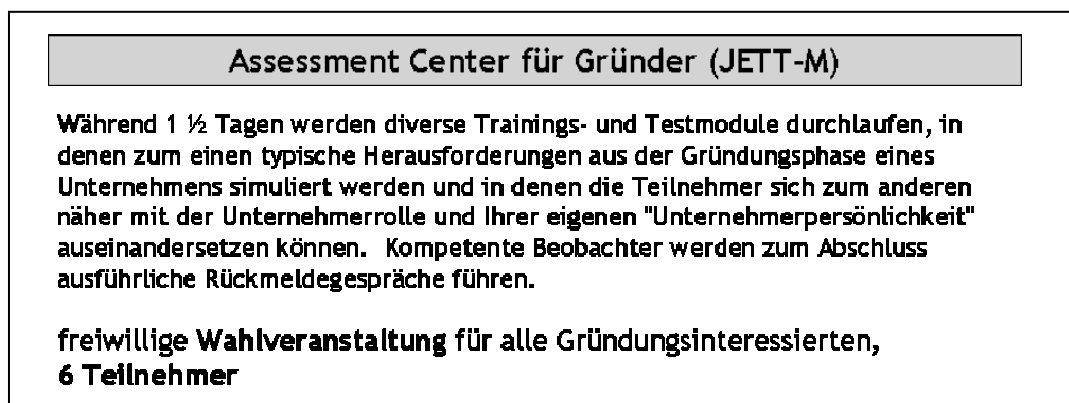 Assessment Center für Gründer (JETT-M)
Während 1 ½ Tagen werden diverse Trainings- und Testmodule durchlaufen, in
denen zum einen typische Herausforderungen aus der Gründungsphase eines
Unternehmens simuliert werden und in denen die Teilnehmer sich zum anderen
näher mit der Unternehmerrolle und Ihrer eigenen "Unternehmerpersönlichkeit"
auseinandersetzen können.  Kompetente Beobachter werden zum Abschluss
ausführliche Rückmeldegespräche führen.
freiwillige Wahlveranstaltung für alle Gründungsinteressierten,
6 Teilnehmer